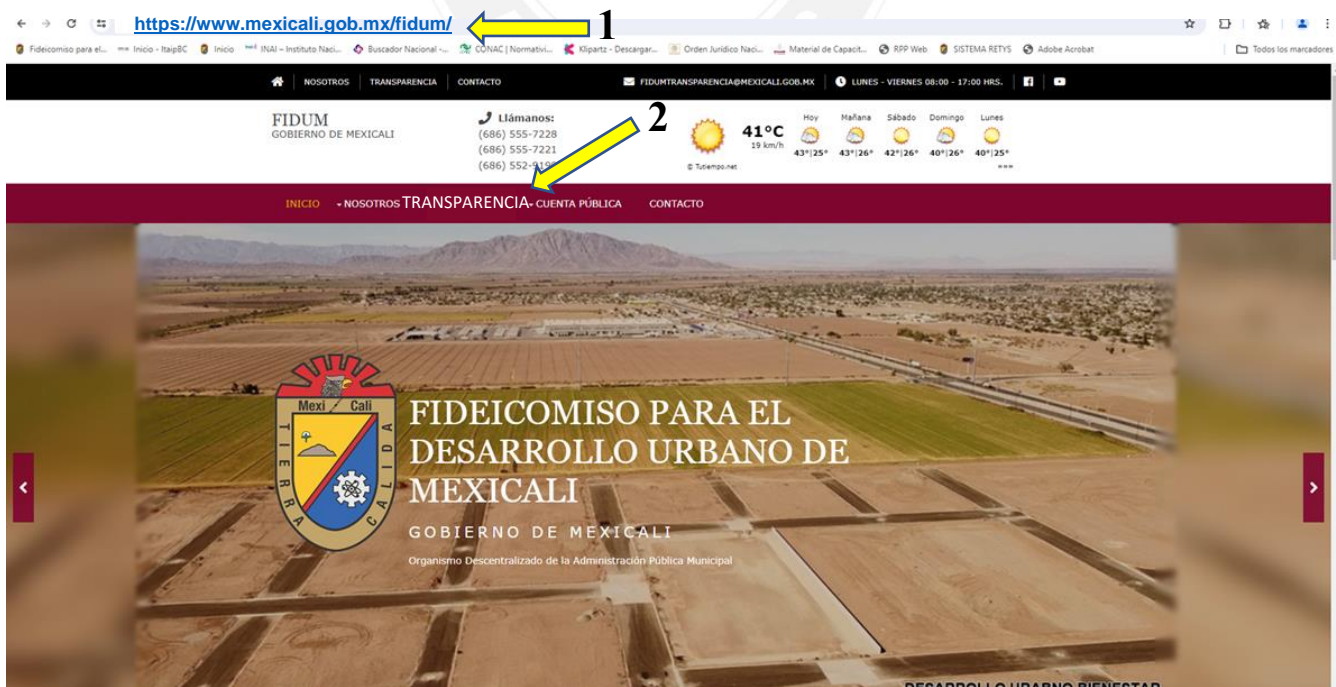 https://www.mexicali.gob.mx/fidum/
1
Fideicomiso para el... Inicio - ItaipBC Inicio INAI – Instituto Naci... Buscador Nacional -... CONAC | Normativi... Klipartz - Descargar... Orden Jurídico Naci... Material de Capacit... RPP Web SISTEMA RETYS Adobe Acrobat Todos los marcadores
NOSOTROS TRANSPARENCIA CONTACTO FIDUMTRANSPARENCIA@MEXICALI.GOB.MX LUNES - VIERNES 08:00 - 17:00 HRS.
FIDUM
GOBIERNO DE MEXICALI
Llámanos:
(686) 555-7228
(686) 555-7221
(686) 552-
2
41°C
19 km/h
© Tutiempo.net
Hoy Mañana Sábado Domingo Lunes
43°|25° 43°|26° 42°|26° 40°|26° 40°|25°
»»»
INICIO NOSOTROS TRANSPARENCIA CUENTA PÚBLICA CONTACTO
Mexi Cali
TIERRA CALIDA
FIDEICOMISO PARA EL
DESARROLLO URBANO DE
MEXICALI
GOBIERNO DE MEXICALI
Organismo Descentralizado de la Administración Pública Municipal